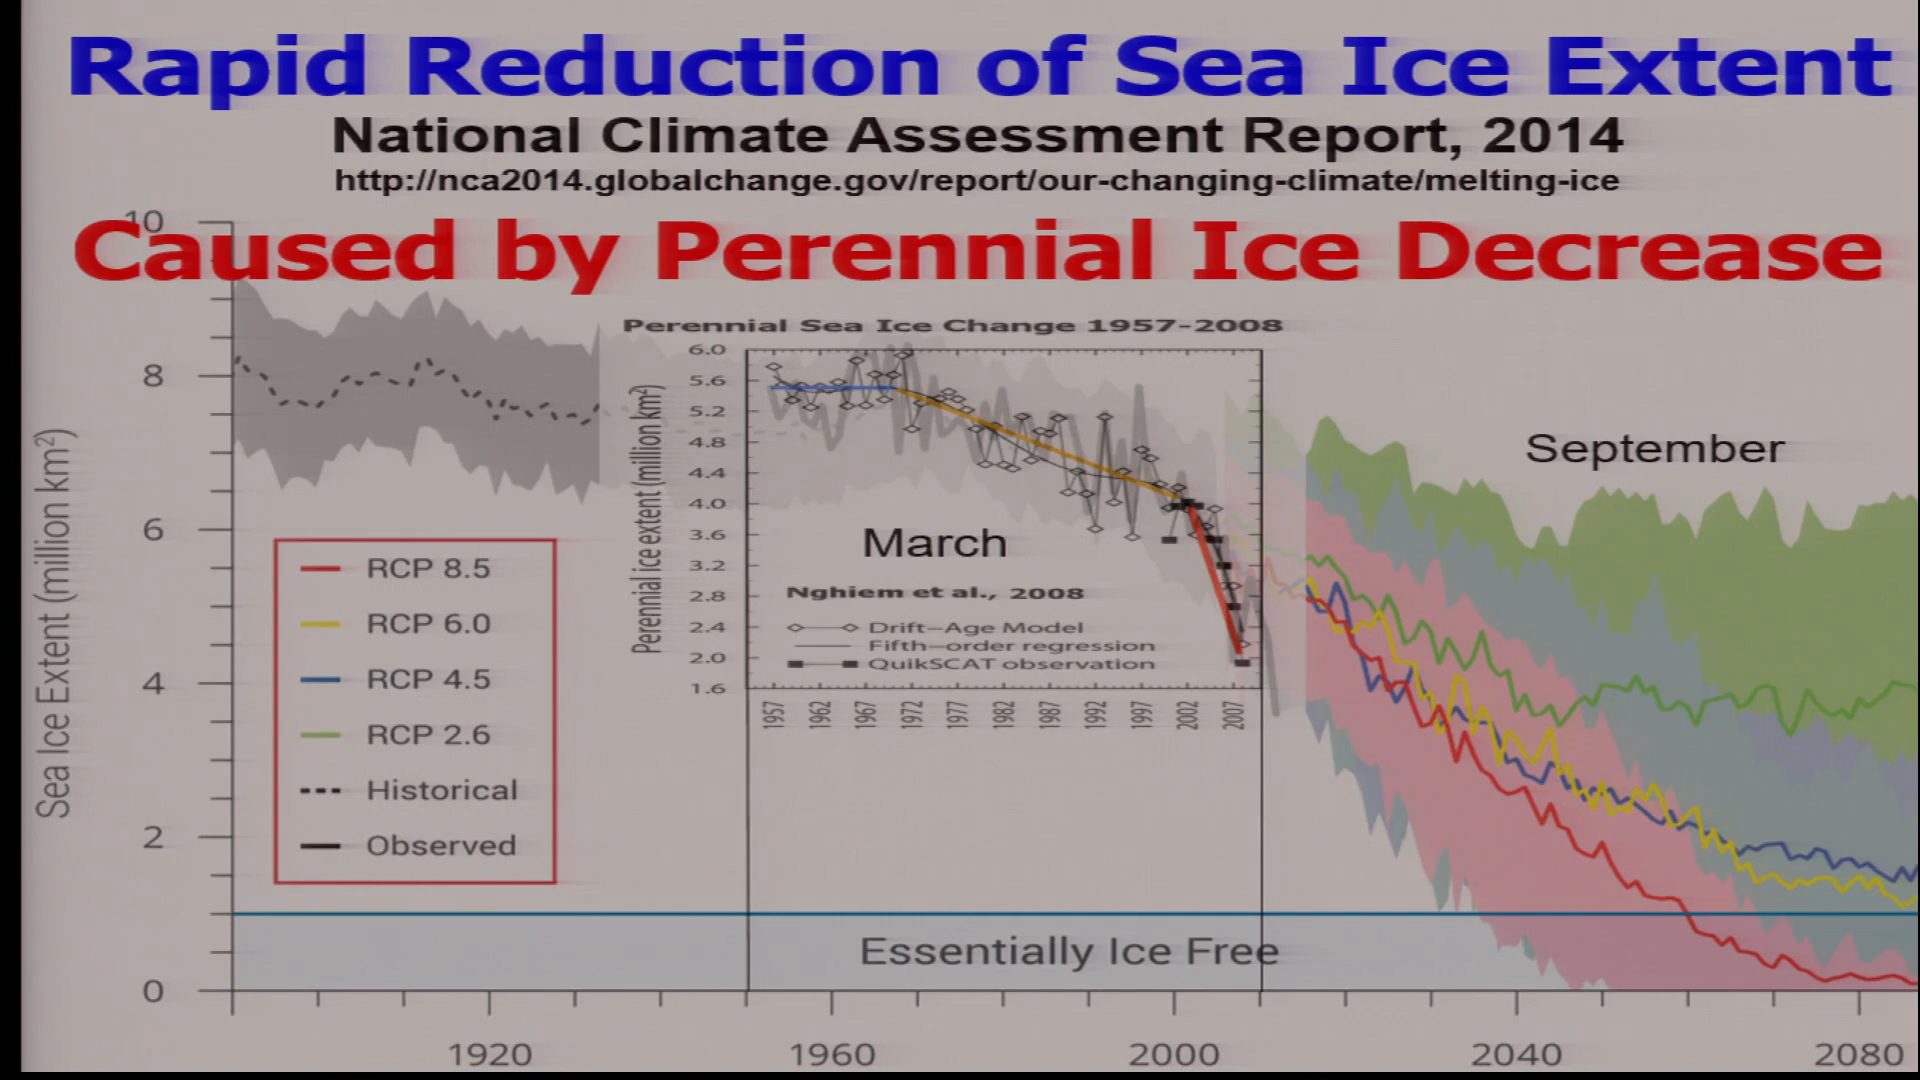 Rapid Reduction of Sea Ice Extent
National Climate Assessment Report, 2014
http://nca2014.globalchange.gov/report/our-changing-climate/melting-ice
Caused by Perennial Ice Decrease
Sea Ice Extent (million km²)
10
8
6
4
2
0
RCP 8.5
RCP 6.0
RCP 4.5
RCP 2.6
Historical
Observed
Perennial Sea Ice Change 1957-2008
Perennial ice extent (million km²)
6.0
5.6
5.2
4.8
4.4
4.0
3.6
3.2
2.8
2.4
2.0
1.6
March
Nghiem et al., 2008
Drift-Age Model
Fifth-order regression
QuikSCAT observation
1957 1962 1967 1972 1977 1982 1987 1992 1997 2002 2007
September
Essentially Ice Free
1920 1960 2000 2040 2080